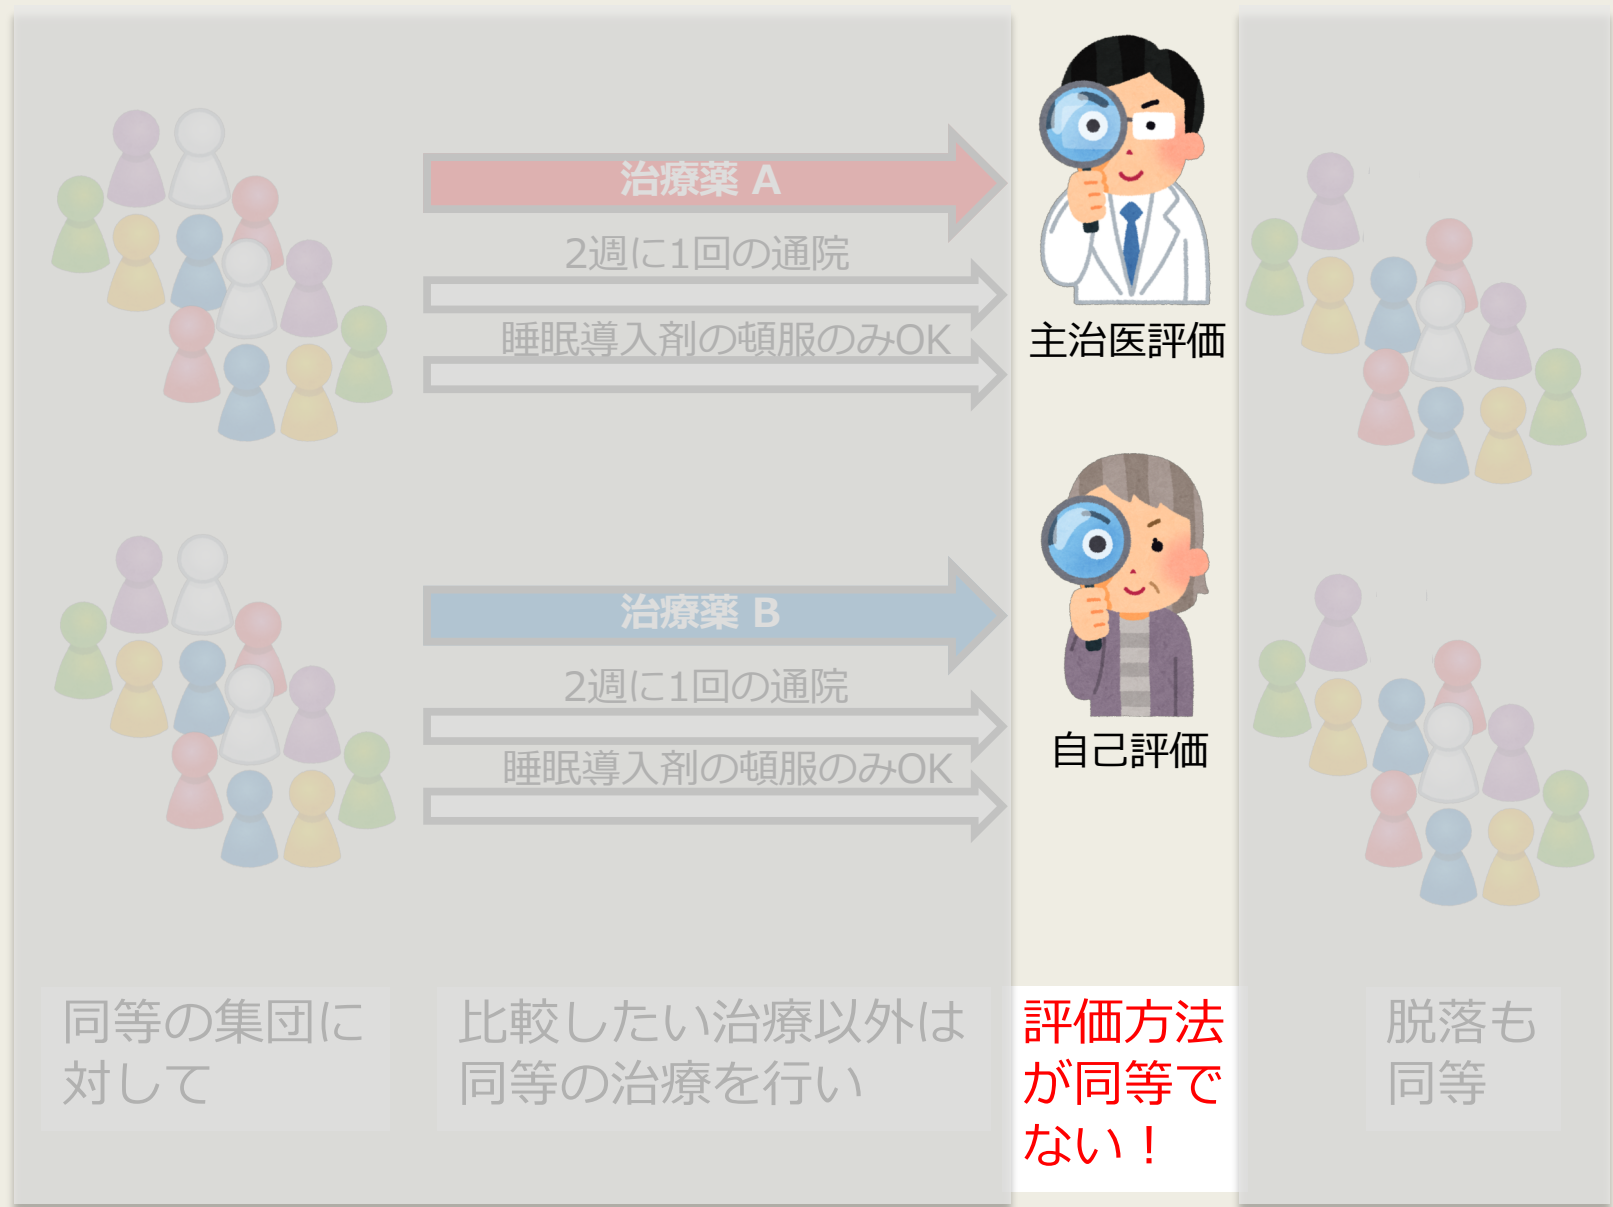 治療薬 A
2週に1回の通院
睡眠導入剤の頓服のみOK
主治医評価
治療薬 B
2週に1回の通院
睡眠導入剤の頓服のみOK
自己評価
同等の集団に
対して
比較したい治療以外は
同等の治療を行い
評価方法
が同等で
ない！
脱落も
同等